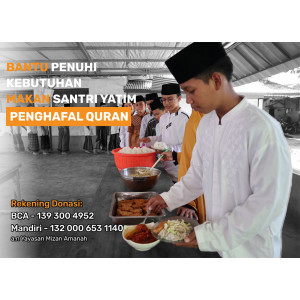 BANTU PENUHI
KEBUTUHAN
MAKAN SANTRI YATIM
PENGHAFAL QURAN
Rekening Donasi:
BCA - 139 300 4952
Mandiri - 132 000 653 1140
a.n Yayasan Mizan Amanah